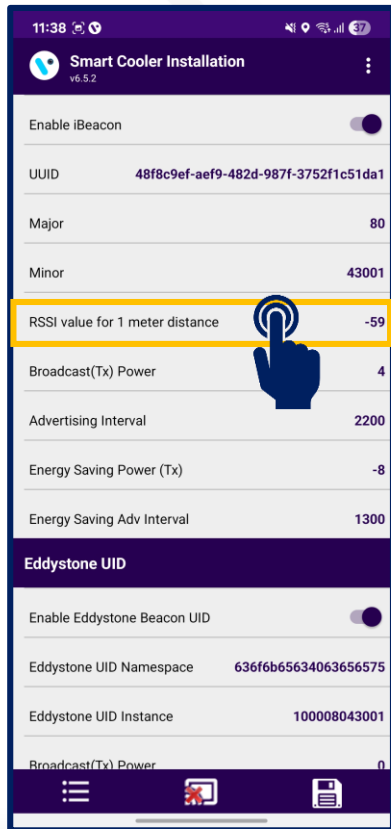 11:38 37
Smart Cooler Installation
v6.5.2
Enable iBeacon
UUID 48f8c9ef-aef9-482d-987f-3752f1c51da1
Major 80
Minor 43001
RSSI value for 1 meter distance -59
Broadcast(Tx) Power 4
Advertising Interval 2200
Energy Saving Power (Tx) -8
Energy Saving Adv Interval 1300
Eddystone UID
Enable Eddystone Beacon UID
Eddystone UID Namespace 636f6b65634063656575
Eddystone UID Instance 100008043001
Broadcast(Tx) Power 0